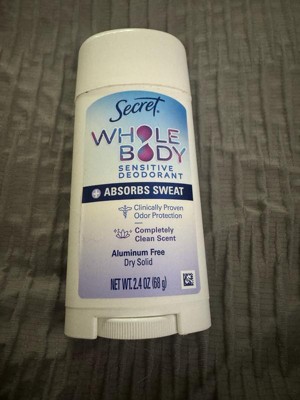 Secret.
WHOLE
BODY
SENSITIVE
DEODORANT
+ ABSORBS SWEAT
Clinically Proven
Odor Protection
Completely
Clean Scent
Aluminum Free
Dry Solid
NET WT. 2.4 OZ (68 g)